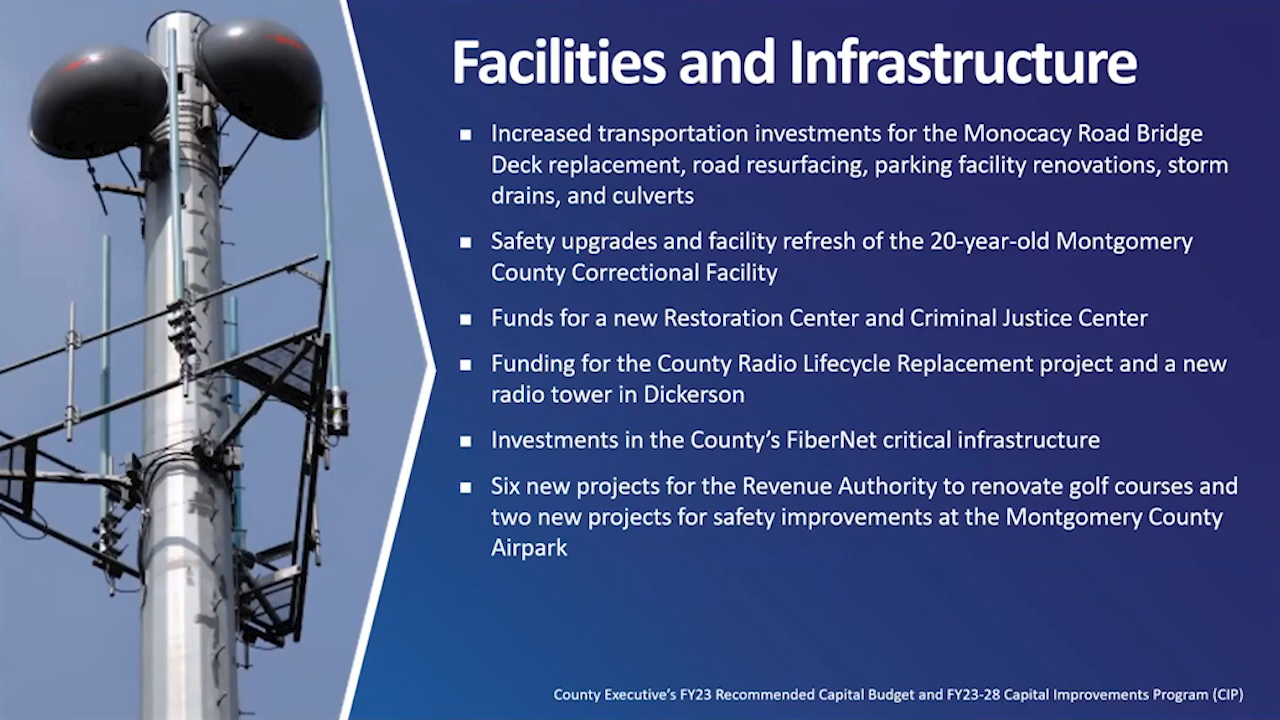 Facilities and Infrastructure
▪ Increased transportation investments for the Monocacy Road Bridge
Deck replacement, road resurfacing, parking facility renovations, storm
drains, and culverts
▪ Safety upgrades and facility refresh of the 20-year-old Montgomery
County Correctional Facility
▪ Funds for a new Restoration Center and Criminal Justice Center
▪ Funding for the County Radio Lifecycle Replacement project and a new
radio tower in Dickerson
▪ Investments in the County’s FiberNet critical infrastructure
▪ Six new projects for the Revenue Authority to renovate golf courses and
two new projects for safety improvements at the Montgomery County
Airpark
County Executive’s FY23 Recommended Capital Budget and FY23-28 Capital Improvements Program (CIP)